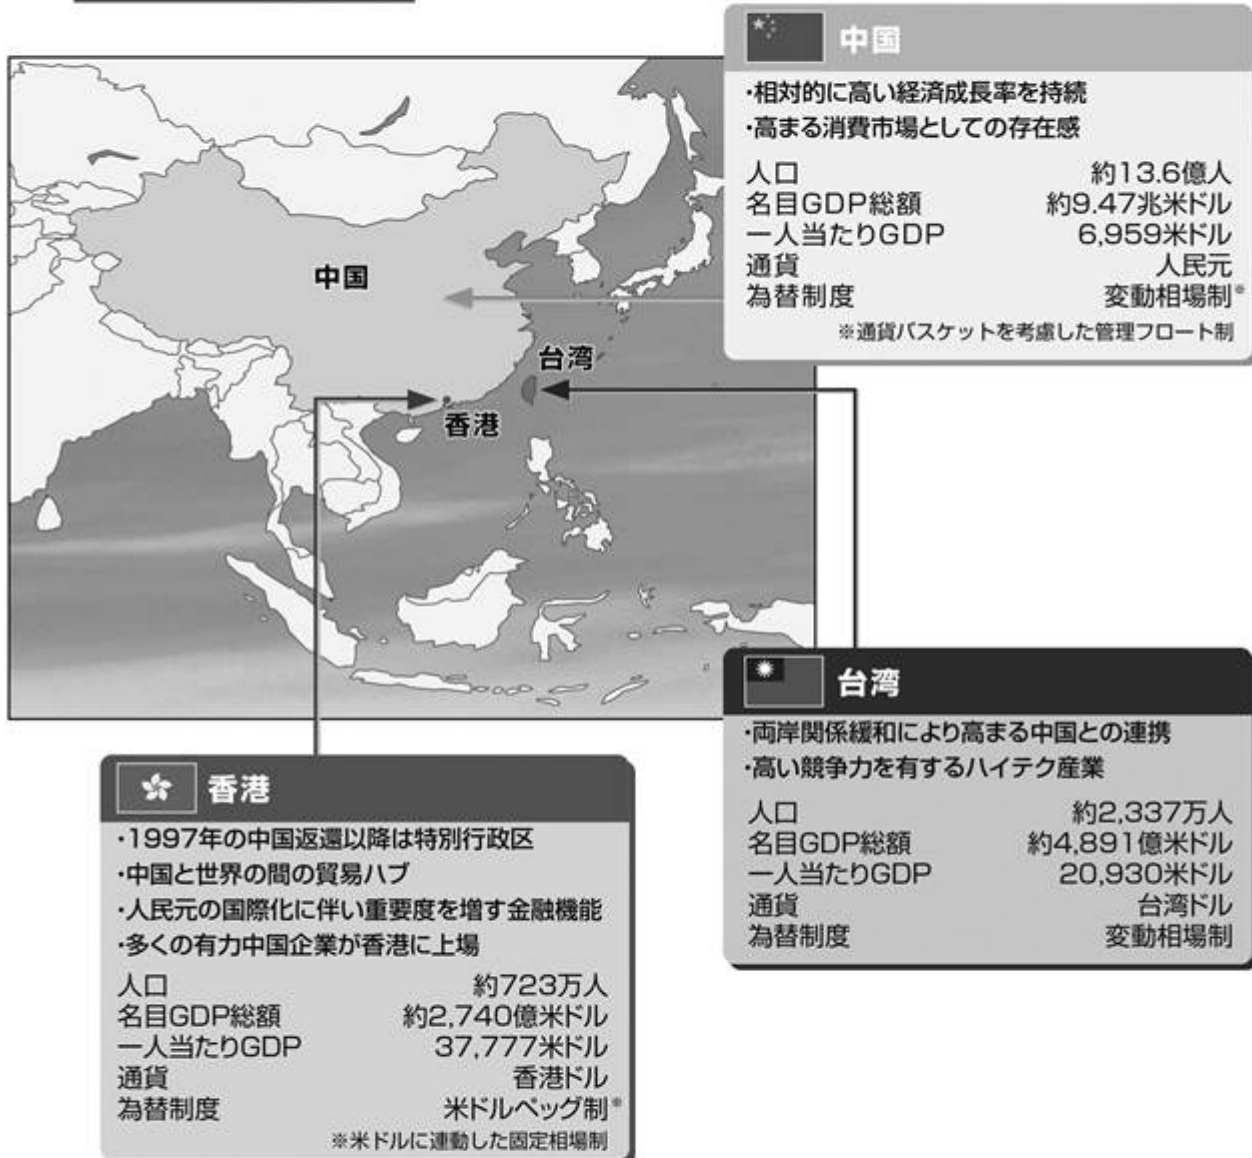 中国
・相対的に高い経済成長率を持続
・高まる消費市場としての存在感
人口 約13.6億人
名目GDP総額 約9.47兆米ドル
一人当たりGDP 6,959米ドル
通貨 人民元
為替制度 変動相場制※
※通貨バスケットを考慮した管理フロート制
中国
台湾
香港
台湾
・両岸関係緩和により高まる中国との連携
・高い競争力を有するハイテク産業
人口 約2,337万人
名目GDP総額 約4,891億米ドル
一人当たりGDP 20,930米ドル
通貨 台湾ドル
為替制度 変動相場制
香港
・1997年の中国返還以降は特別行政区
・中国と世界の間の貿易ハブ
・人民元の国際化に伴い重要度を増す金融機能
・多くの有力中国企業が香港に上場
人口 約723万人
名目GDP総額 約2,740億米ドル
一人当たりGDP 37,777米ドル
通貨 香港ドル
為替制度 米ドルペッグ制※
※米ドルに連動した固定相場制